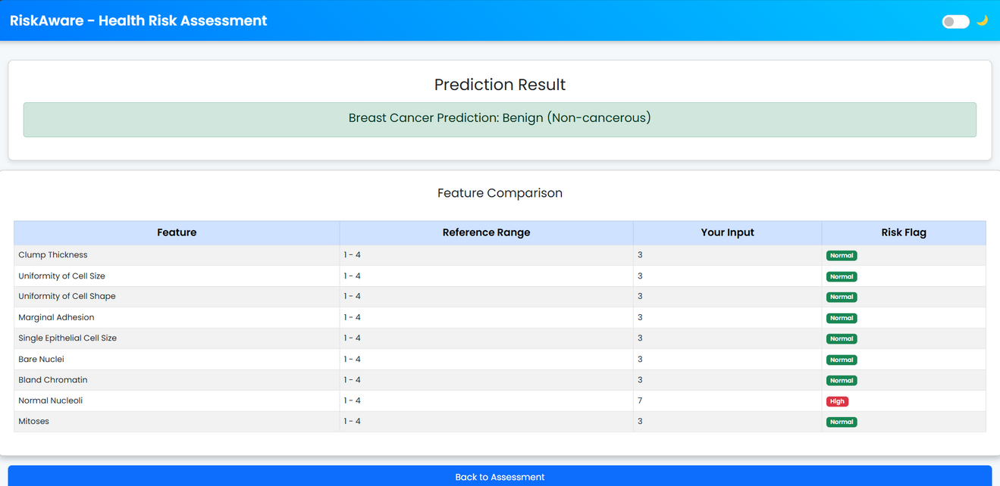 RiskAware - Health Risk Assessment
Prediction Result
Breast Cancer Prediction: Benign (Non-cancerous)
Feature Comparison
Feature Reference Range Your Input Risk Flag
Clump Thickness 1 - 4 3 Normal
Uniformity of Cell Size 1 - 4 3 Normal
Uniformity of Cell Shape 1 - 4 3 Normal
Marginal Adhesion 1 - 4 3 Normal
Single Epithelial Cell Size 1 - 4 3 Normal
Bare Nuclei 1 - 4 3 Normal
Bland Chromatin 1 - 4 3 Normal
Normal Nucleoli 1 - 4 7 High
Mitoses 1 - 4 3 Normal
Back to Assessment